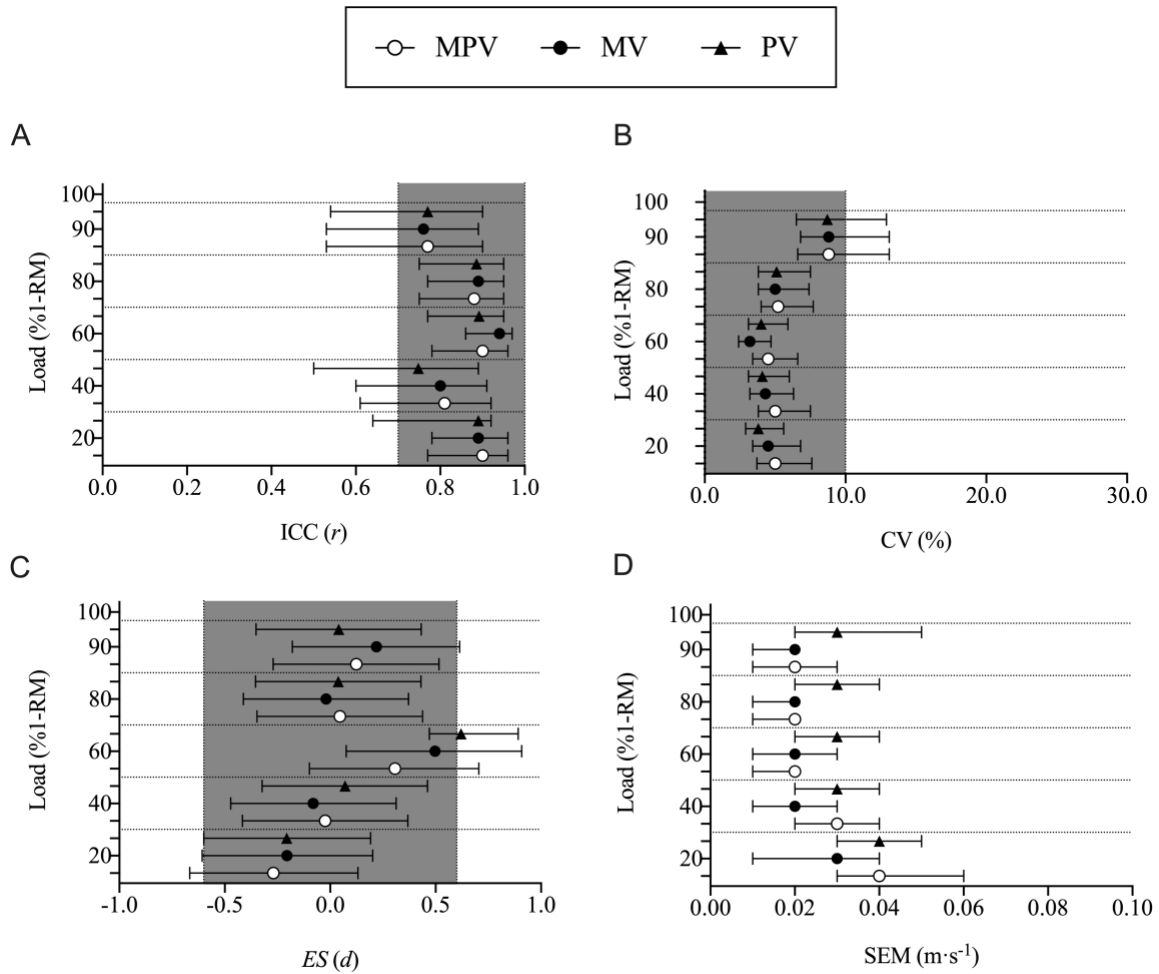 MPV MV PV
A
100
90
80
60
40
20
Load (%1-RM)
0.0 0.2 0.4 0.6 0.8 1.0
ICC (r)
B
100
90
80
60
40
20
Load (%1-RM)
0.0 10.0 20.0 30.0
CV (%)
C
100
90
80
60
40
20
Load (%1-RM)
-1.0 -0.5 0.0 0.5 1.0
ES (d)
D
100
90
80
60
40
20
Load (%1-RM)
0.00 0.02 0.04 0.06 0.08 0.10
SEM (m·s⁻¹)